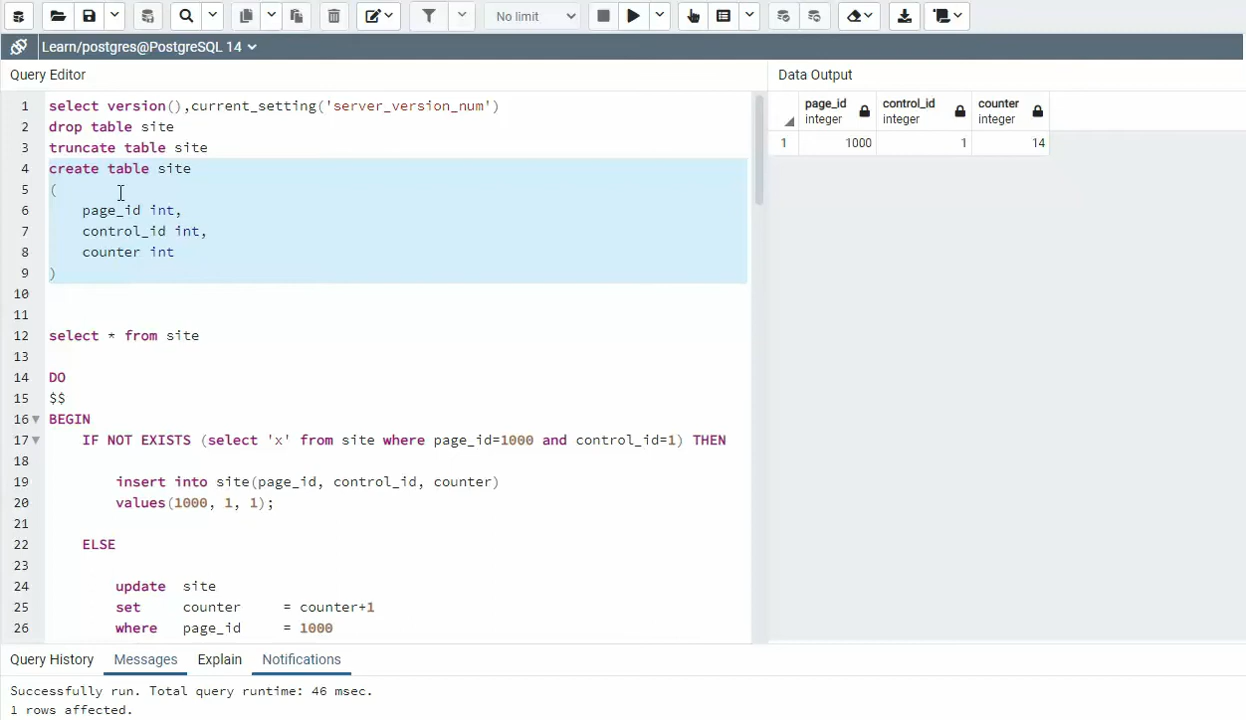 No limit
Learn/postgres@PostgreSQL 14
Query Editor
1 select version(),current_setting('server_version_num')
2 drop table site
3 truncate table site
4 create table site
5 (
6 page_id int,
7 control_id int,
8 counter int
9 )
10
11
12 select * from site
13
14 DO
15 $$
16 BEGIN
17 IF NOT EXISTS (select 'x' from site where page_id=1000 and control_id=1) THEN
18
19 insert into site(page_id, control_id, counter)
20 values(1000, 1, 1);
21
22 ELSE
23
24 update site
25 set counter = counter+1
26 where page_id = 1000
Data Output
page_id control_id counter
integer integer integer
1 1000 1 14
Query History Messages Explain Notifications
Successfully run. Total query runtime: 46 msec.
1 rows affected.